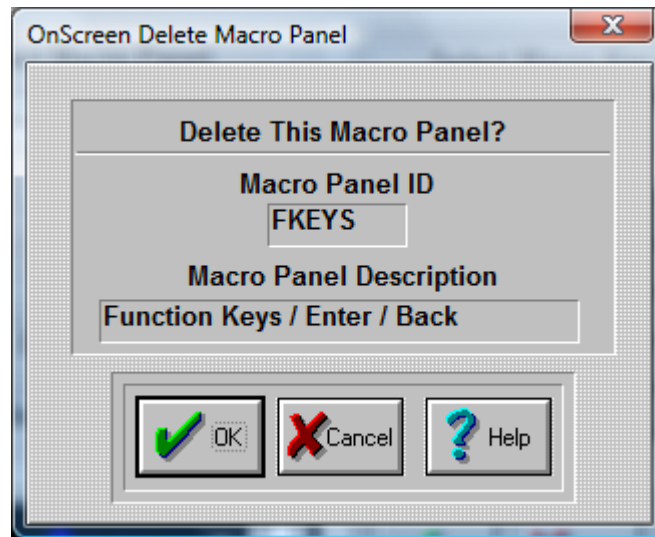 OnScreen Delete Macro Panel
Delete This Macro Panel?
Macro Panel ID
FKEYS
Macro Panel Description
Function Keys / Enter / Back
OK
Cancel
Help